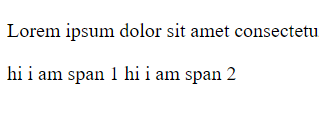 Lorem ipsum dolor sit amet consectetu
hi i am span 1 hi i am span 2